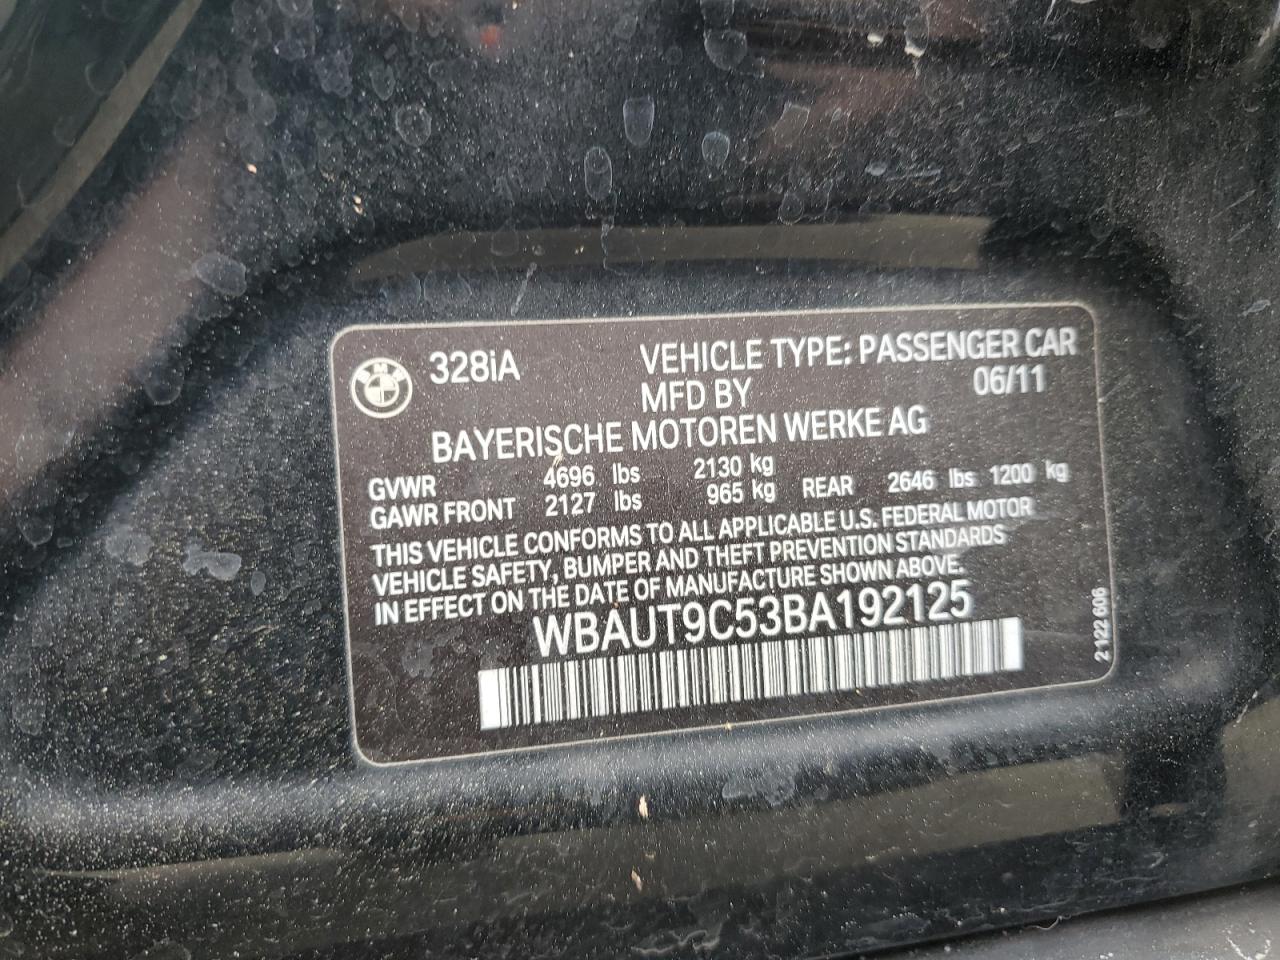 BMW
328iA VEHICLE TYPE: PASSENGER CAR
MFD BY 06/11
BAYERISCHE MOTOREN WERKE AG
GVWR 4696 lbs 2130 kg
GAWR FRONT 2127 lbs 965 kg REAR 2646 lbs 1200 kg
THIS VEHICLE CONFORMS TO ALL APPLICABLE U.S. FEDERAL MOTOR
VEHICLE SAFETY, BUMPER AND THEFT PREVENTION STANDARDS
IN EFFECT ON THE DATE OF MANUFACTURE SHOWN ABOVE.
WBAUT9C53BA192125
2 122 606